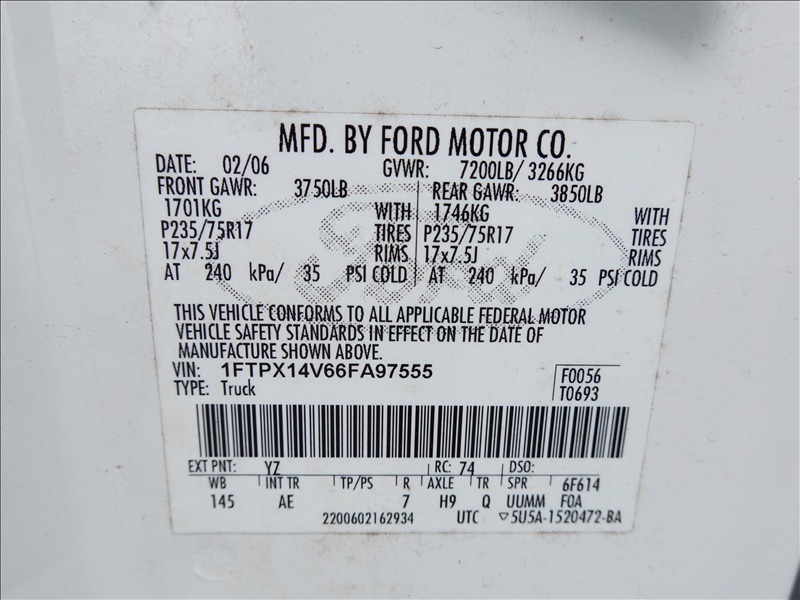 MFD. BY FORD MOTOR CO.
DATE: 02/06 GVWR: 7200LB/ 3266KG
FRONT GAWR: 3750LB REAR GAWR: 3850LB
1701KG WITH 1746KG WITH
P235/75R17 TIRES P235/75R17 TIRES
17x7.5J RIMS 17x7.5J RIMS
AT 240 kPa/ 35 PSI COLD AT 240 kPa/ 35 PSI COLD
Ford
THIS VEHICLE CONFORMS TO ALL APPLICABLE FEDERAL MOTOR
VEHICLE SAFETY STANDARDS IN EFFECT ON THE DATE OF
MANUFACTURE SHOWN ABOVE.
VIN: 1FTPX14V66FA97555 F0056
TYPE: Truck T0693
EXT PNT: YZ RC: 74 DSO:
WB INT TR TP/PS R AXLE TR SPR 6F614
145 AE 7 H9 Q UUMM F0A
2200602162934 UTC ▽5U5A-1520472-BA